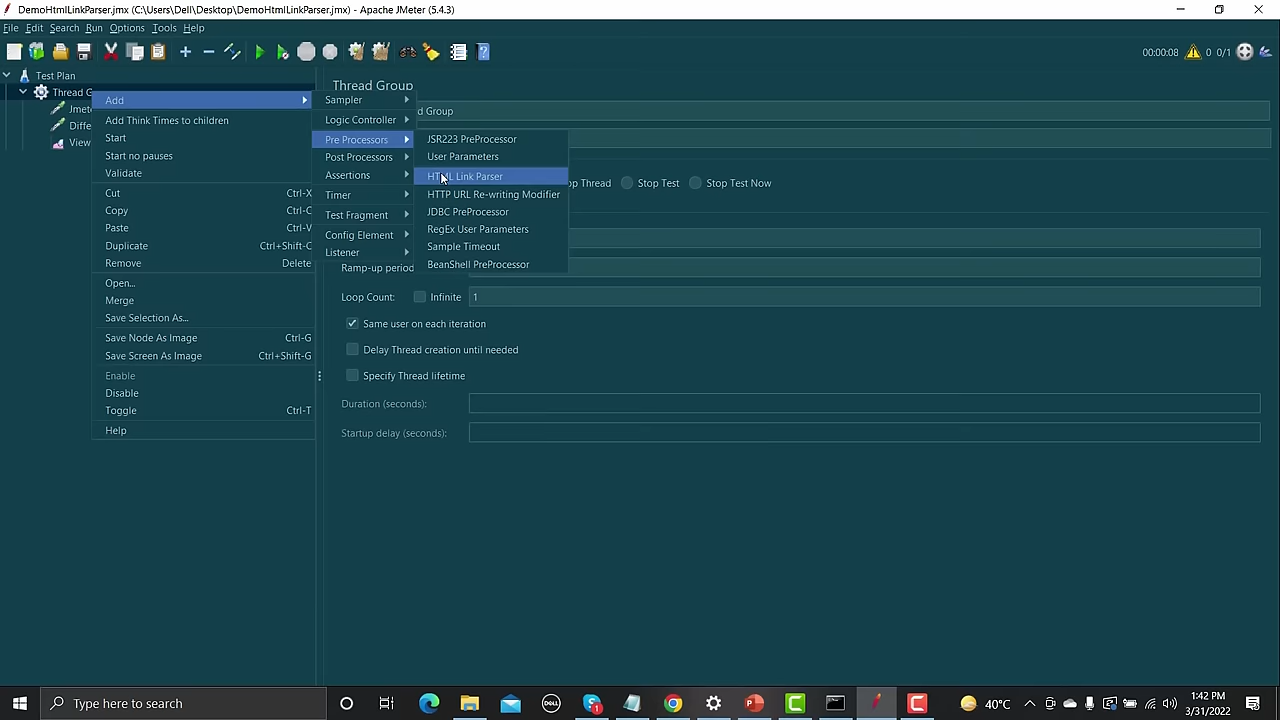 DemoHtmlLinkParser.jmx (C:\Users\Dell\Desktop\DemoHtmlLinkParser.jmx) - Apache JMeter (5.4.3)
File Edit Search Run Options Tools Help
00:00:08 0 0/1
Test Plan
Thread G
Jmet
Diffe
View
Add
Add Think Times to children
Start
Start no pauses
Validate
Cut Ctrl-X
Copy Ctrl-C
Paste Ctrl-V
Duplicate Ctrl+Shift-C
Remove Delete
Open...
Merge
Save Selection As...
Save Node As Image Ctrl-G
Save Screen As Image Ctrl+Shift-G
Enable
Disable
Toggle Ctrl-T
Help
Sampler
Logic Controller
Pre Processors
Post Processors
Assertions
Timer
Test Fragment
Config Element
Listener
JSR223 PreProcessor
User Parameters
HTML Link Parser
HTTP URL Re-writing Modifier
JDBC PreProcessor
RegEx User Parameters
Sample Timeout
BeanShell PreProcessor
Thread Group
d Group
op Thread Stop Test Stop Test Now
Ramp-up period
Loop Count: Infinite 1
Same user on each iteration
Delay Thread creation until needed
Specify Thread lifetime
Duration (seconds):
Startup delay (seconds):
Type here to search
40°C
1:42 PM
3/31/2022